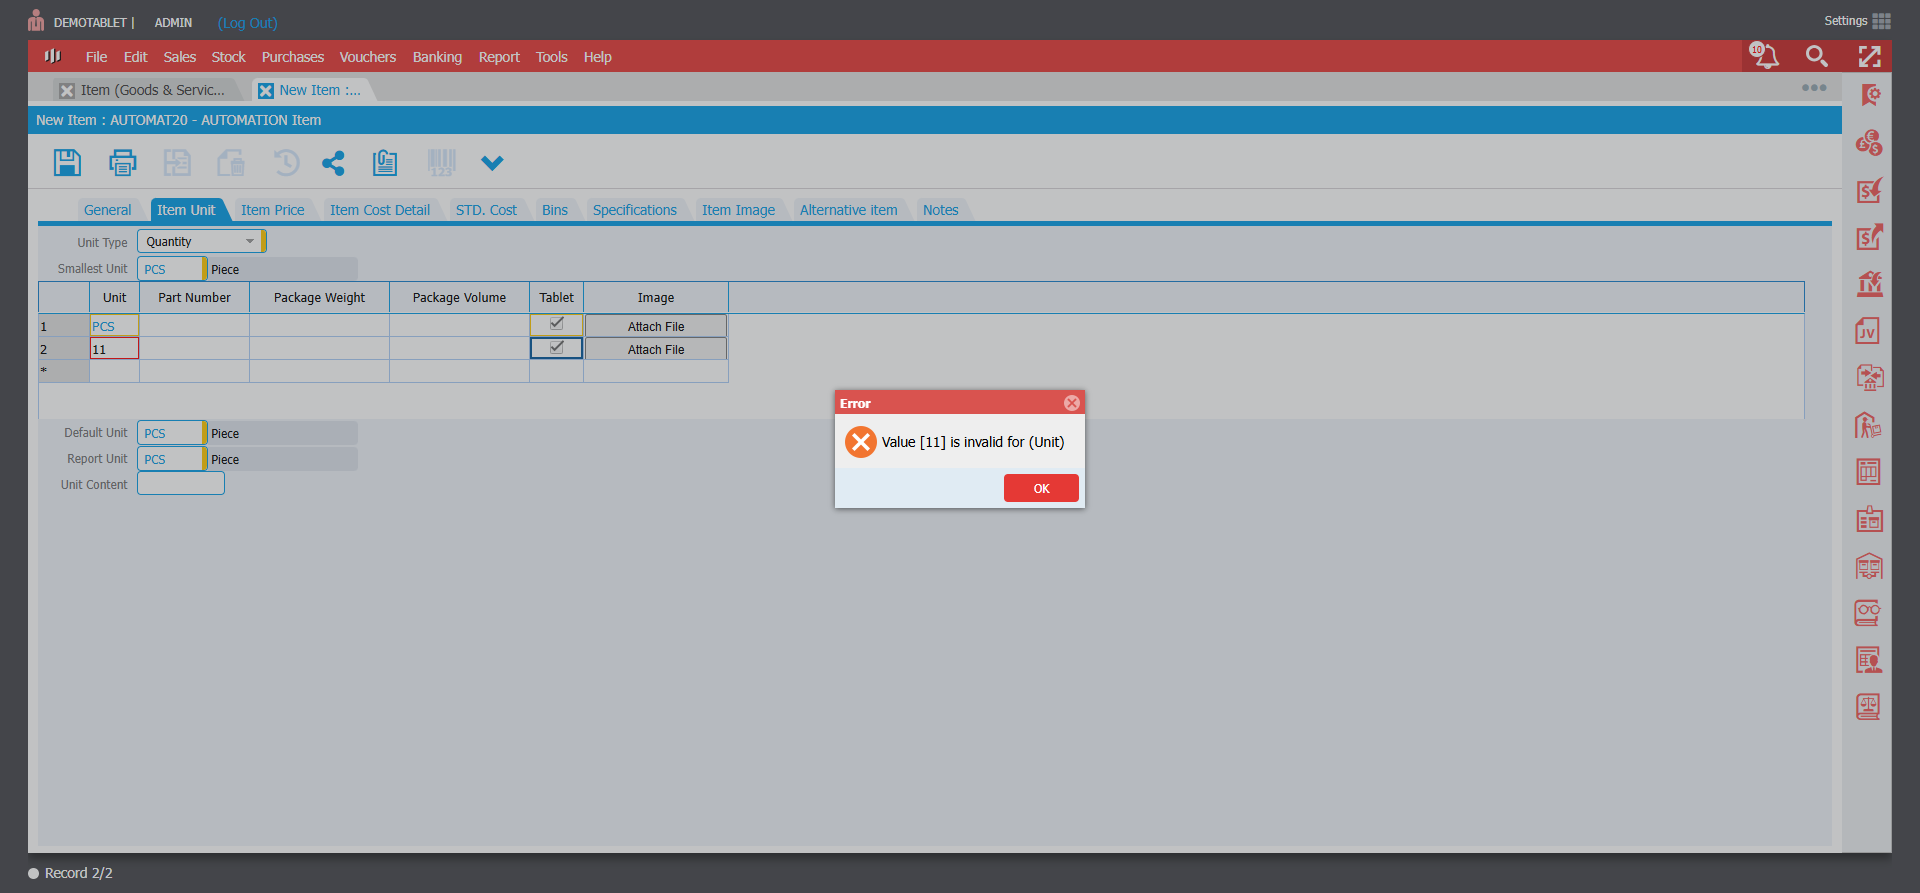 DEMOTABLET | ADMIN (Log Out) Settings
File Edit Sales Stock Purchases Vouchers Banking Report Tools Help 10
Item (Goods & Servic... New Item :...
New Item : AUTOMAT20 - AUTOMATION Item
123
General Item Unit Item Price Item Cost Detail STD. Cost Bins Specifications Item Image Alternative item Notes
Unit Type Quantity
Smallest Unit PCS Piece
Unit Part Number Package Weight Package Volume Tablet Image
1 PCS Attach File
2 11 Attach File
*
Default Unit PCS Piece
Report Unit PCS Piece
Unit Content
Error
Value [11] is invalid for (Unit)
OK
JV
Record 2/2